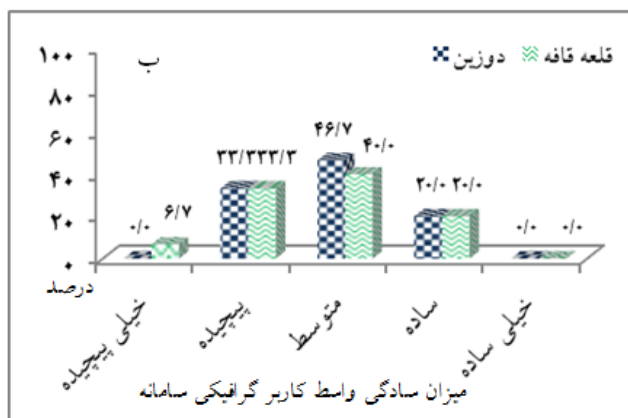 ب
قلعه قافه
دوزین
۱۰۰
۸۰
۶۰
۴۰
۲۰
۰
درصد
۰/۰ ۶/۷
۳۳/۳ ۳۳/۳
۴۶/۷ ۴۰/۰
۲۰/۰ ۲۰/۰
۰/۰ ۰/۰
خیلی پیچیده
پیچیده
متوسط
ساده
خیلی ساده
میزان سادگی واسط کاربر گرافیکی سامانه